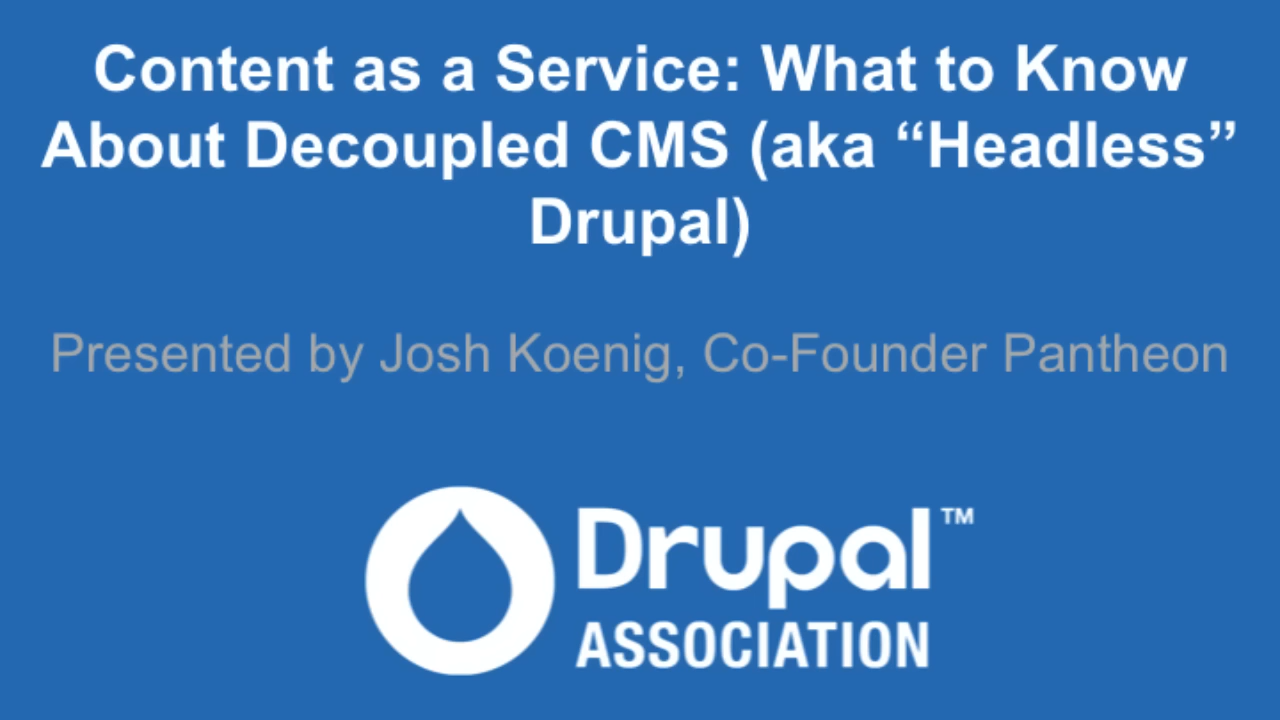 Content as a Service: What to Know
About Decoupled CMS (aka “Headless”
Drupal)
Presented by Josh Koenig, Co-Founder Pantheon
Drupal™
ASSOCIATION